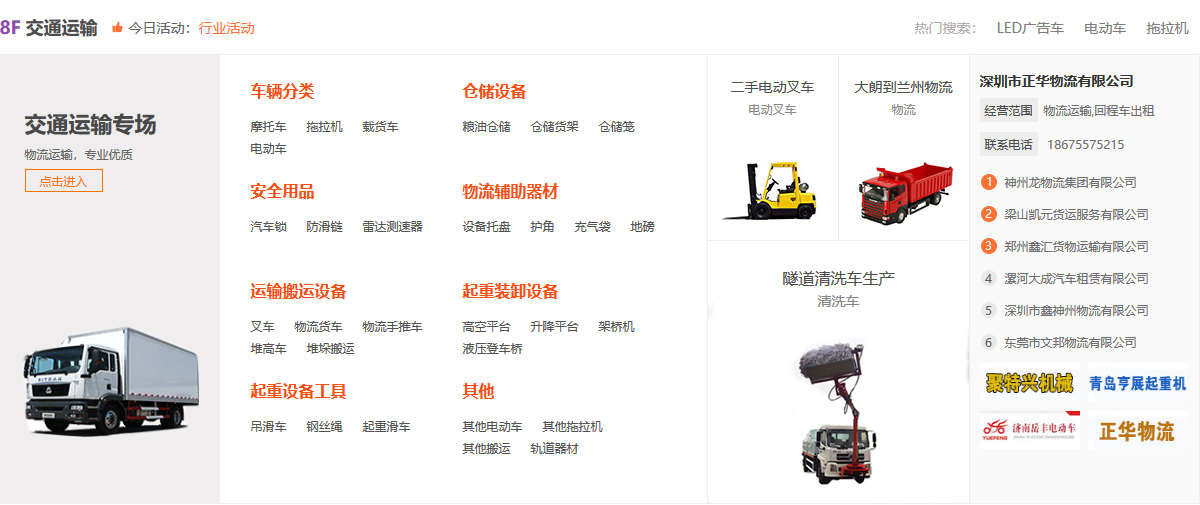 8F 交通运输 今日活动： 行业活动 热门搜索： LED广告车 电动车 拖拉机
交通运输专场
物流运输，专业优质
点击进入
车辆分类
摩托车 拖拉机 载货车
电动车
仓储设备
粮油仓储 仓储货架 仓储笼
安全用品
汽车锁 防滑链 雷达测速器
物流辅助器材
设备托盘 护角 充气袋 地磅
运输搬运设备
叉车 物流货车 物流手推车
堆高车 堆垛搬运
起重装卸设备
高空平台 升降平台 架桥机
液压登车桥
起重设备工具
吊滑车 钢丝绳 起重滑车
其他
其他电动车 其他拖拉机
其他搬运 轨道器材
二手电动叉车
电动叉车
大朗到兰州物流
物流
隧道清洗车生产
清洗车
深圳市正华物流有限公司
经营范围 物流运输,回程车出租
联系电话 18675575215
1 神州龙物流集团有限公司
2 梁山凯元货运服务有限公司
3 郑州鑫汇货物运输有限公司
4 漯河大成汽车租赁有限公司
5 深圳市鑫神州物流有限公司
6 东莞市文邦物流有限公司
聚特兴机械 青岛亨展起重机
YUEFENG 济南岳丰电动车 正华物流